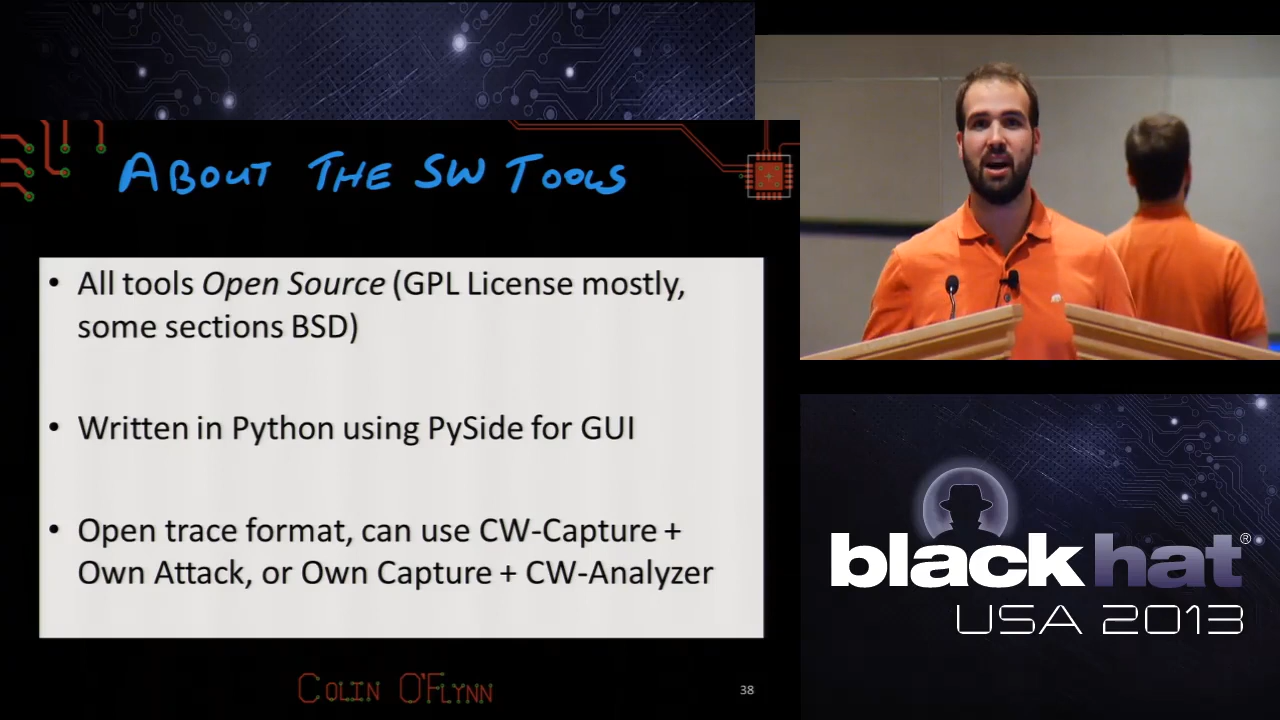 ABOUT THE SW TOOLS
• All tools Open Source (GPL License mostly,
some sections BSD)
• Written in Python using PySide for GUI
• Open trace format, can use CW-Capture +
Own Attack, or Own Capture + CW-Analyzer
COLIN O'FLYNN
38
blackhat®
USA 2013